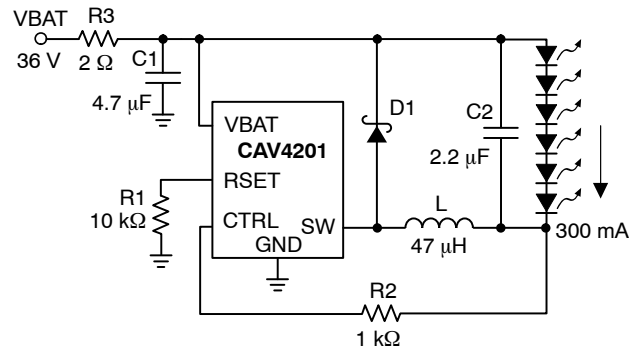 VBAT
36 V
R3
2 Ω
C1
4.7 μF
VBAT
CAV4201
RSET
CTRL
SW
GND
R1
10 kΩ
D1
C2
2.2 μF
L
47 μH
300 mA
R2
1 kΩ